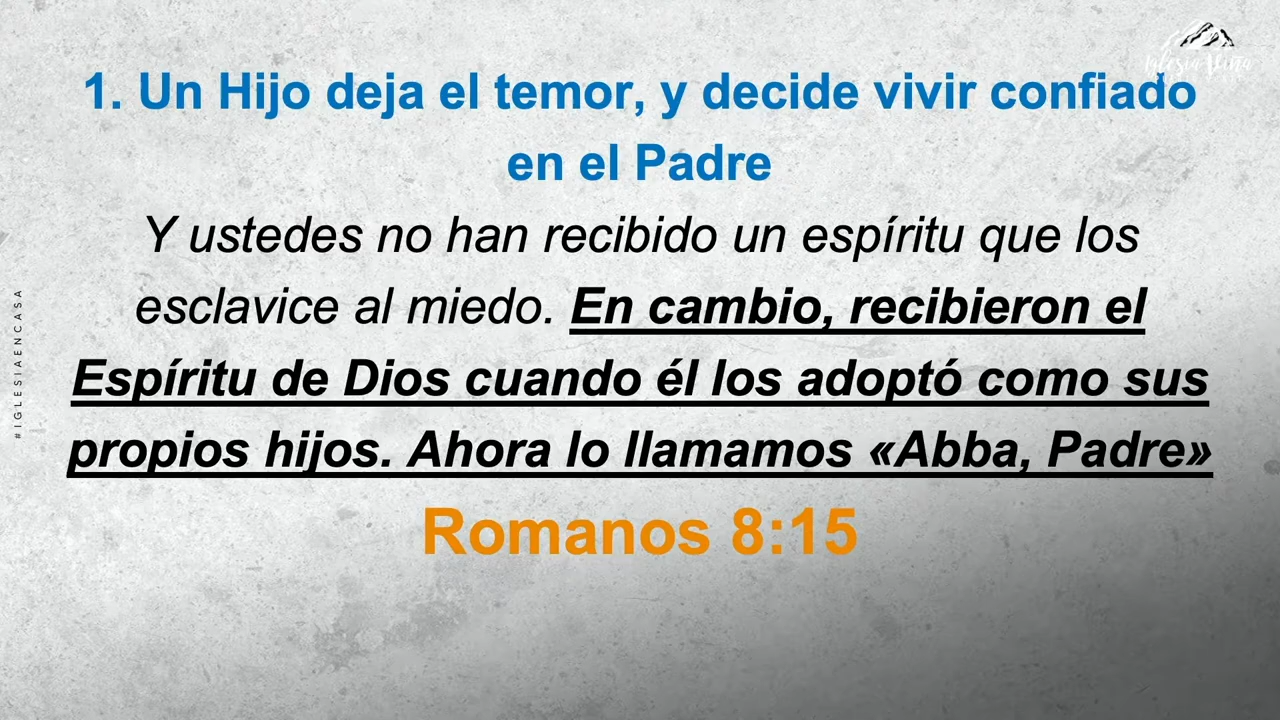 1. Un Hijo deja el temor, y decide vivir confiado
en el Padre
Y ustedes no han recibido un espíritu que los
esclavice al miedo. En cambio, recibieron el
Espíritu de Dios cuando él los adoptó como sus
propios hijos. Ahora lo llamamos «Abba, Padre»
Romanos 8:15
#IGLESIAENCASA
Iglesia